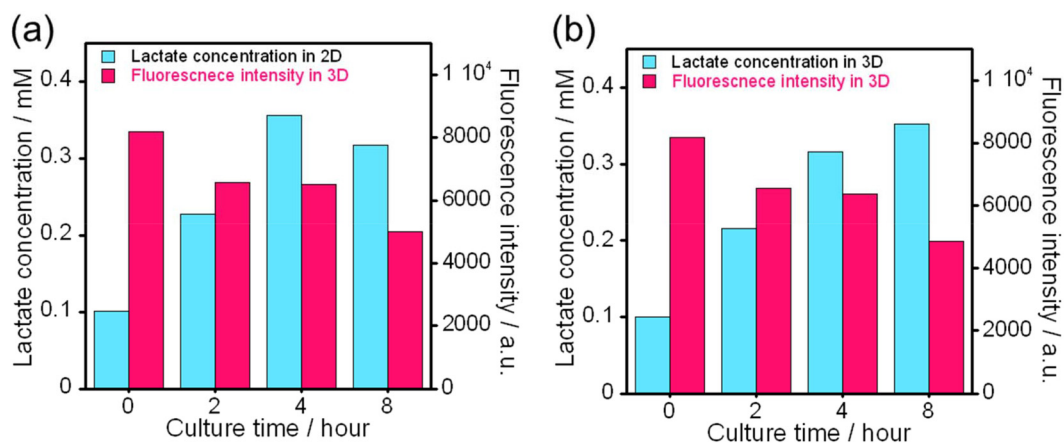 (a)
Lactate concentration in 2D
Fluorescnece intensity in 3D
Lactate concentration / mM
0.4
0.3
0.2
0.1
0
1 10⁴
8000
6000
4000
2000
0
Fluorescence intensity / a.u.
0 2 4 8
Culture time / hour
(b)
Lactate concentration in 3D
Fluorescnece intensity in 3D
Lactate concentration / mM
0.4
0.3
0.2
0.1
0
1 10⁴
8000
6000
4000
2000
0
Fluorescence intensity / a.u.
0 2 4 8
Culture time / hour